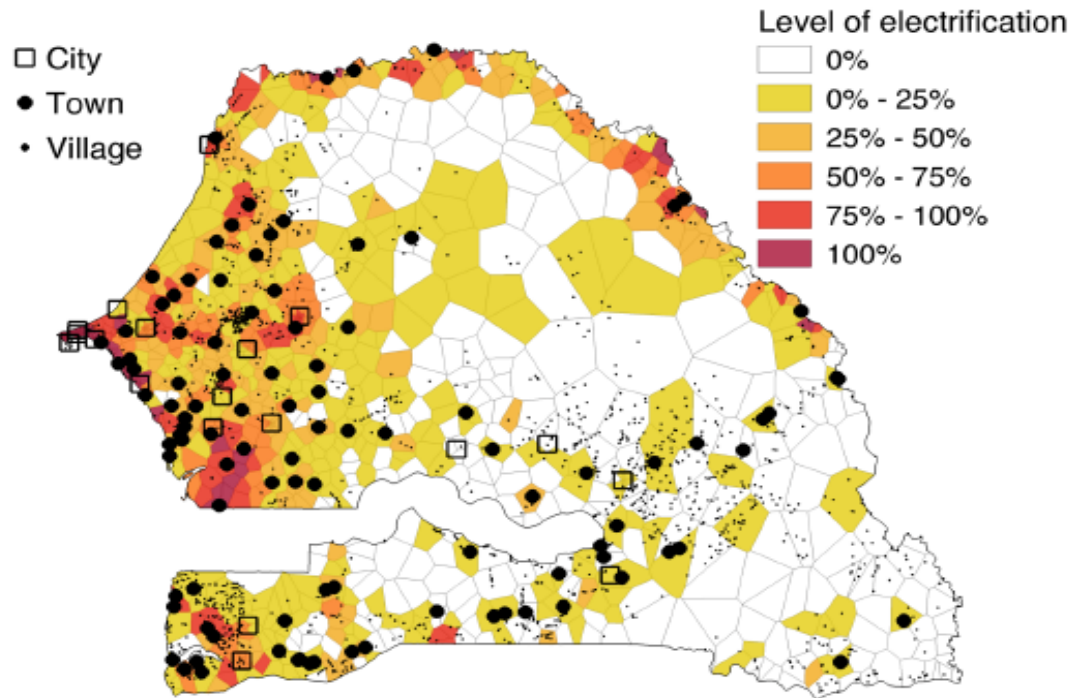 City
Town
Village
Level of electrification
0%
0% - 25%
25% - 50%
50% - 75%
75% - 100%
100%